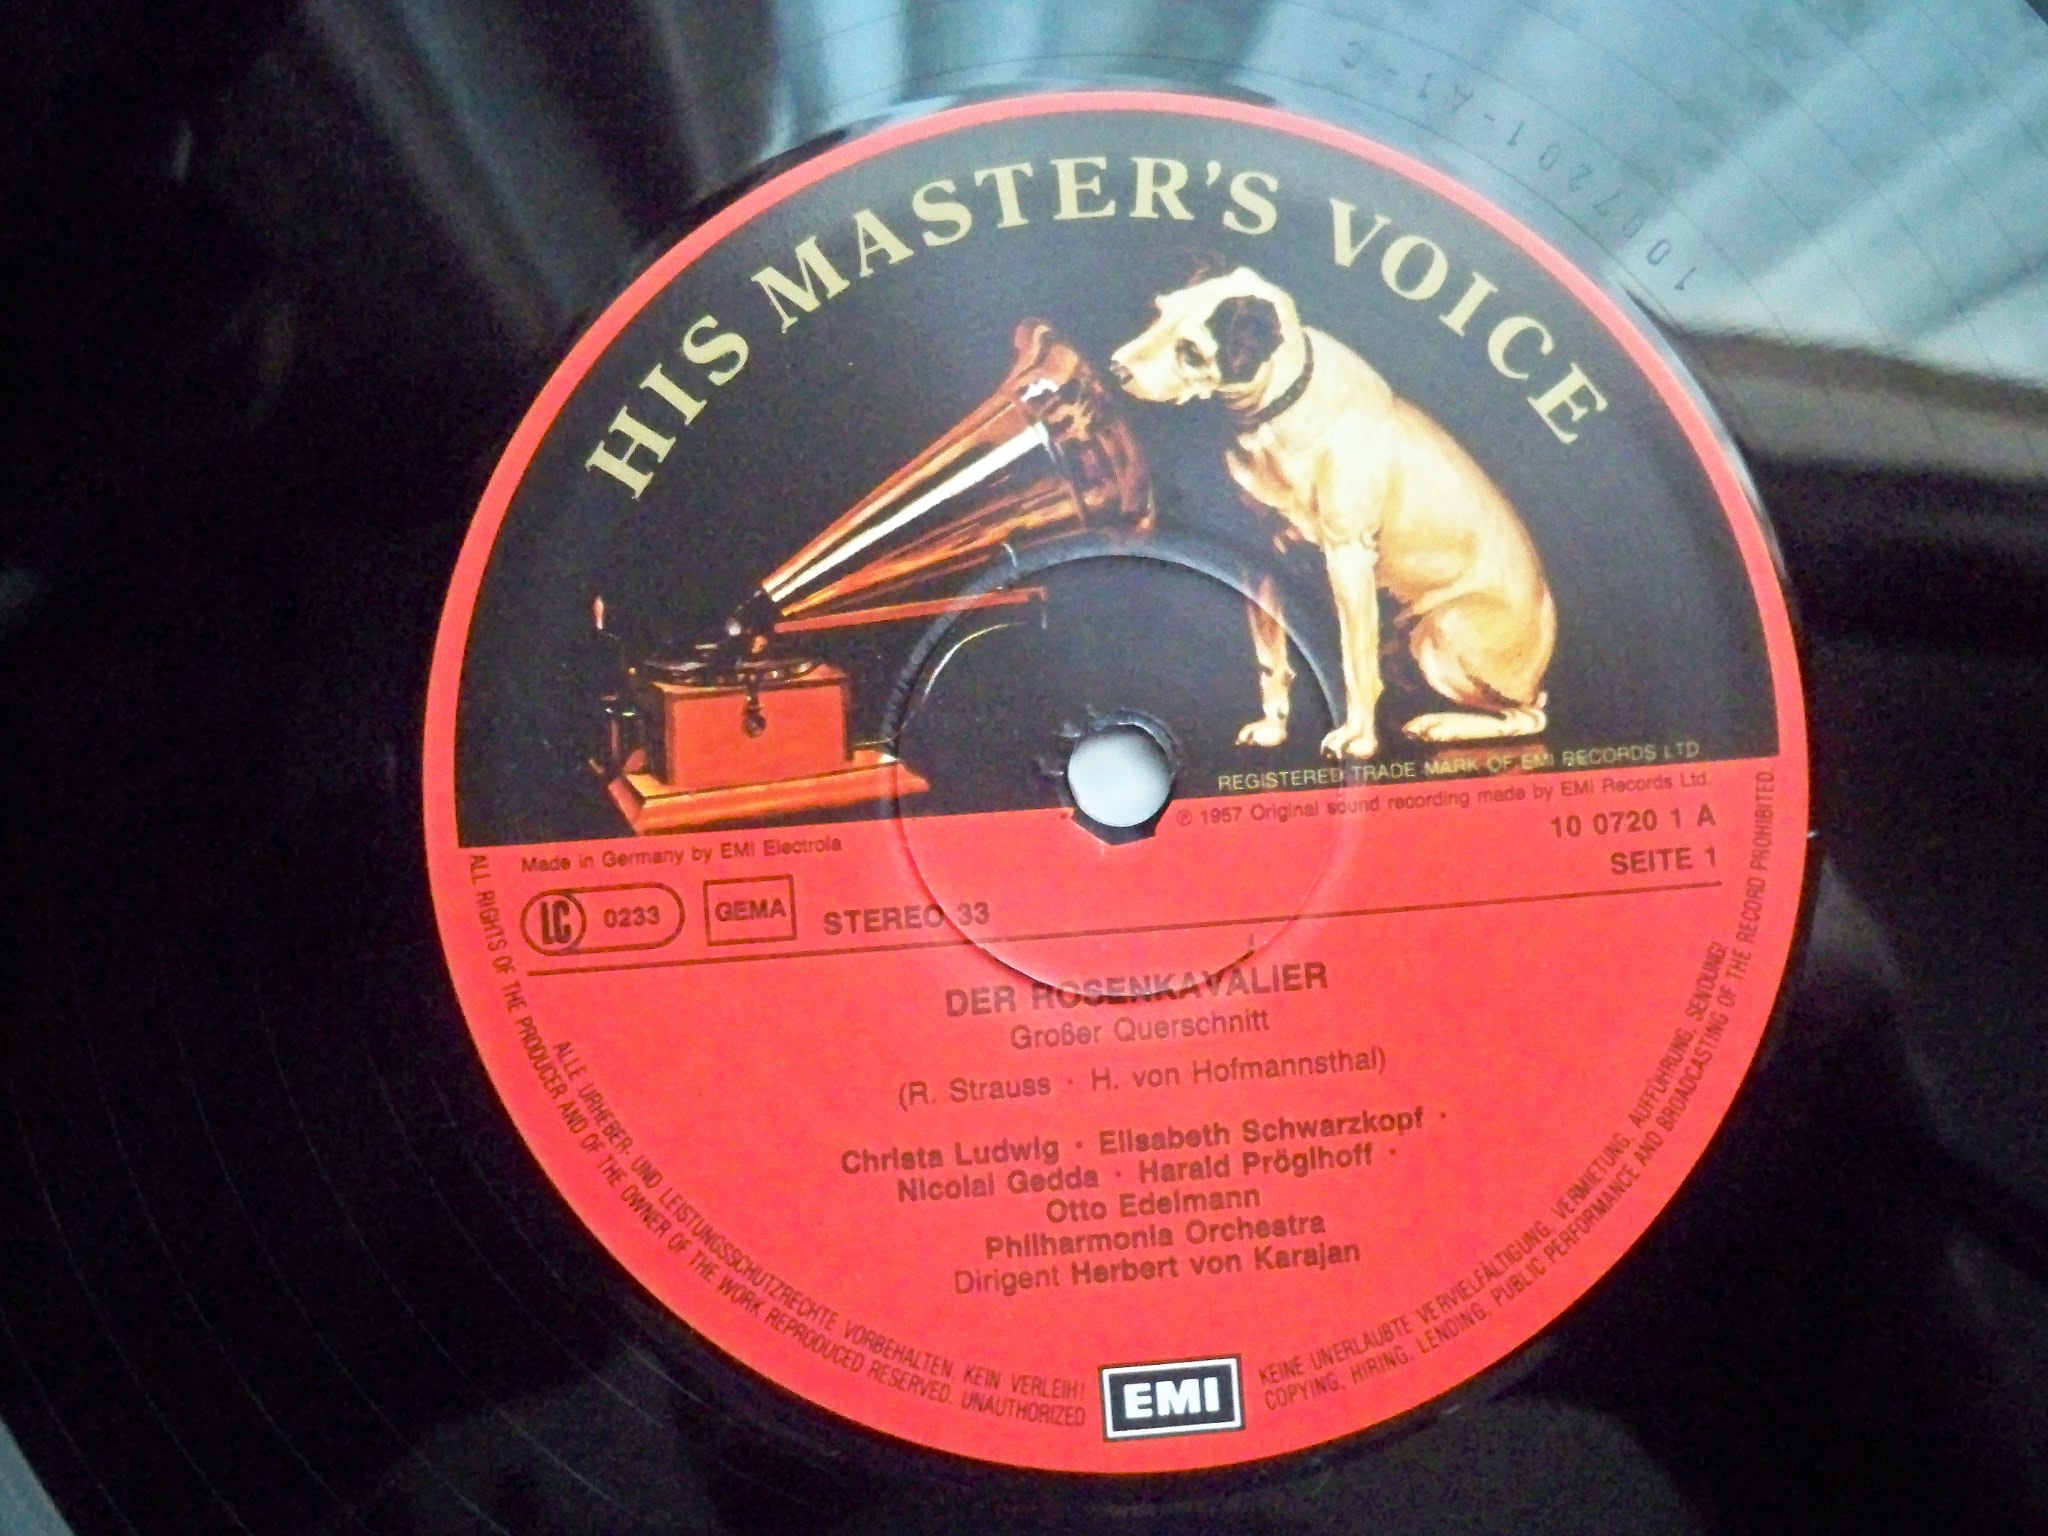 1007201-A1-C
HIS MASTER'S VOICE
REGISTERED TRADE MARK OF EMI RECORDS LTD.
℗ 1957 Original sound recording made by EMI Records Ltd.
Made in Germany by EMI Electrola
10 0720 1 A
SEITE 1
LC 0233 GEMA STEREO 33
DER ROSENKAVALIER
Großer Querschnitt
(R. Strauss · H. von Hofmannsthal)
Christa Ludwig · Elisabeth Schwarzkopf ·
Nicolai Gedda · Harald Pröglhoff ·
Otto Edelmann
Philharmonia Orchestra
Dirigent Herbert von Karajan
EMI
ALLE URHEBER- UND LEISTUNGSSCHUTZRECHTE VORBEHALTEN. KEIN VERLEIH! KEINE UNERLAUBTE VERVIELFÄLTIGUNG, VERMIETUNG, AUFFÜHRUNG, SENDUNG!
ALL RIGHTS OF THE PRODUCER AND OF THE OWNER OF THE WORK REPRODUCED RESERVED. UNAUTHORIZED COPYING, HIRING, LENDING, PUBLIC PERFORMANCE AND BROADCASTING OF THE RECORD PROHIBITED.